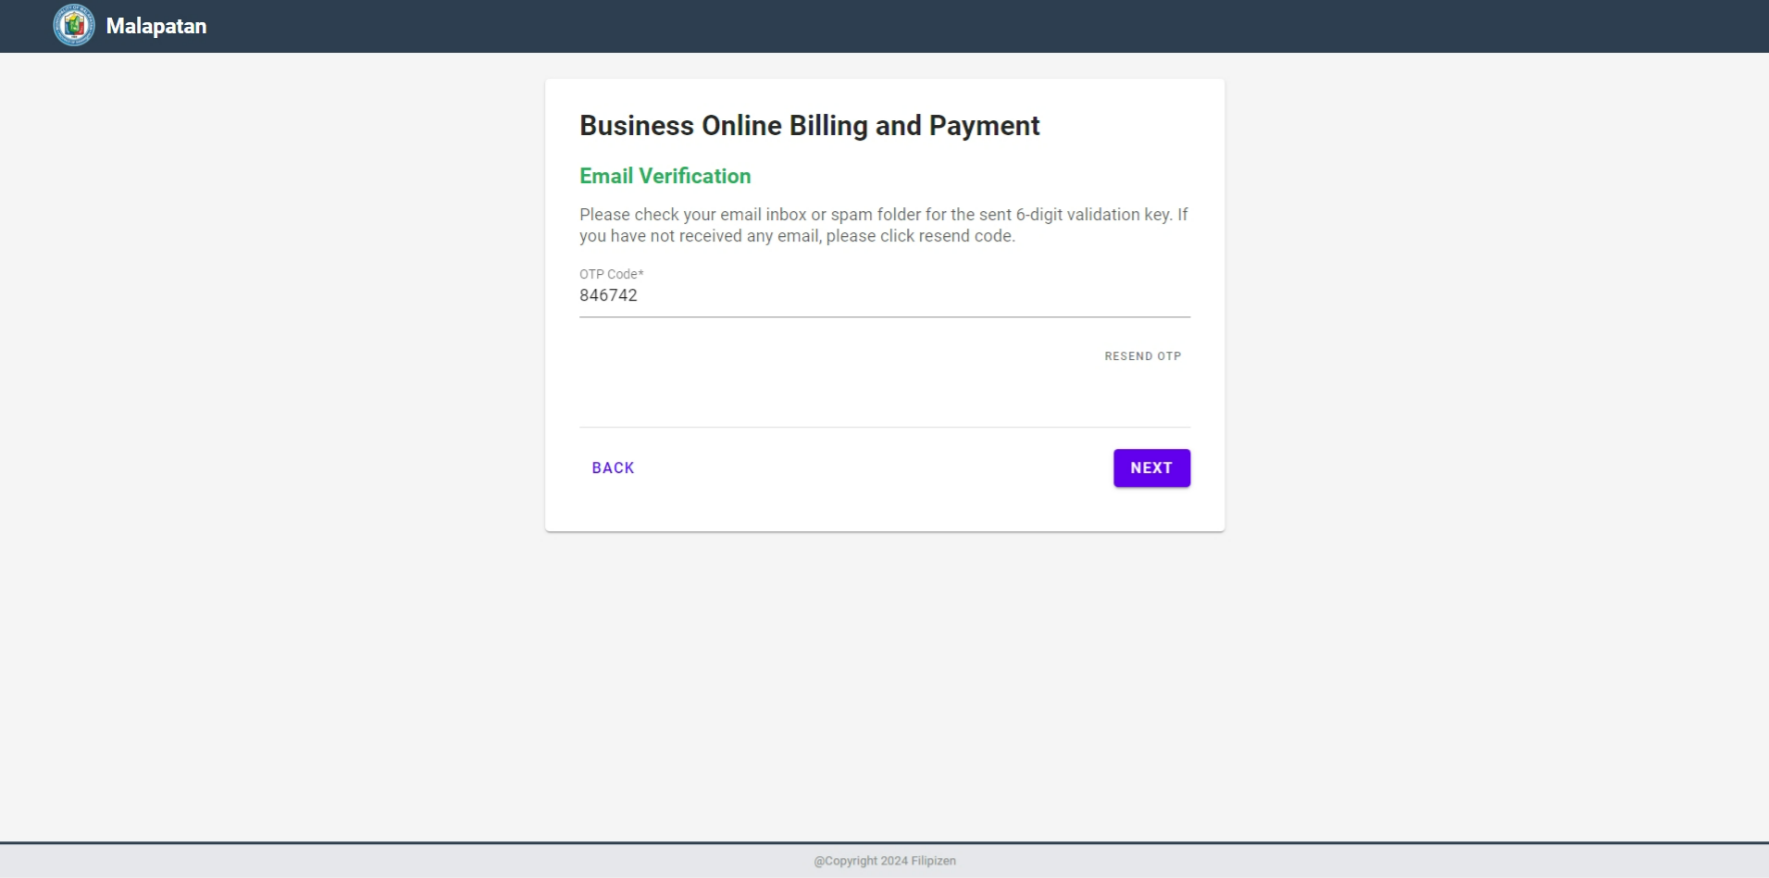 Malapatan
Business Online Billing and Payment
Email Verification
Please check your email inbox or spam folder for the sent 6-digit validation key. If
you have not received any email, please click resend code.
OTP Code*
846742
RESEND OTP
BACK
NEXT
@Copyright 2024 Filipizen